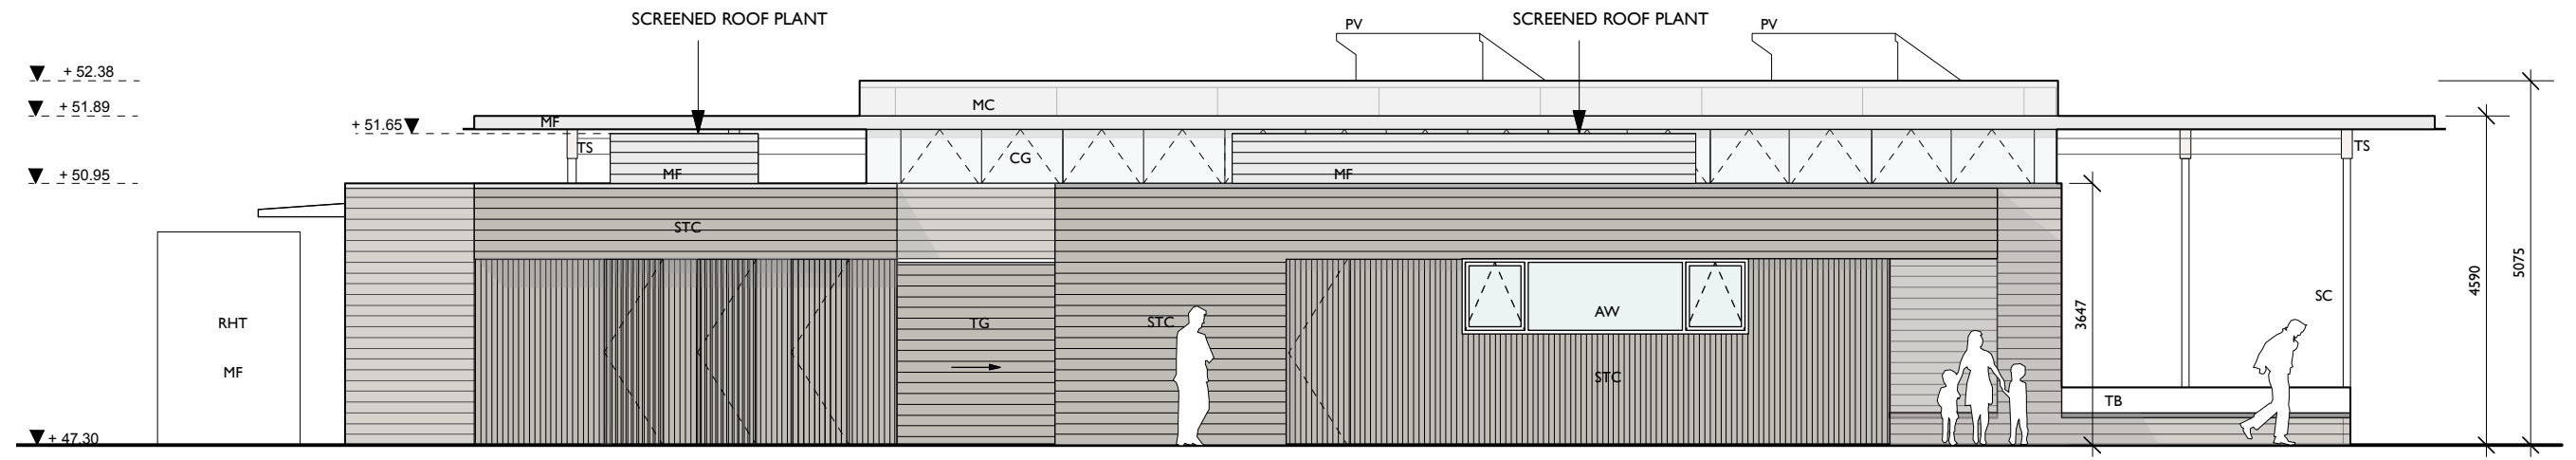 SCREENED ROOF PLANT
SCREENED ROOF PLANT
PV
PV
+ 52.38
+ 51.89
MC
+ 51.65
MF
TS
CG
TS
+ 50.95
MF
MF
STC
SC
4590
5075
3647
RHT
TG
STC
AW
MF
STC
TB
+ 47.30